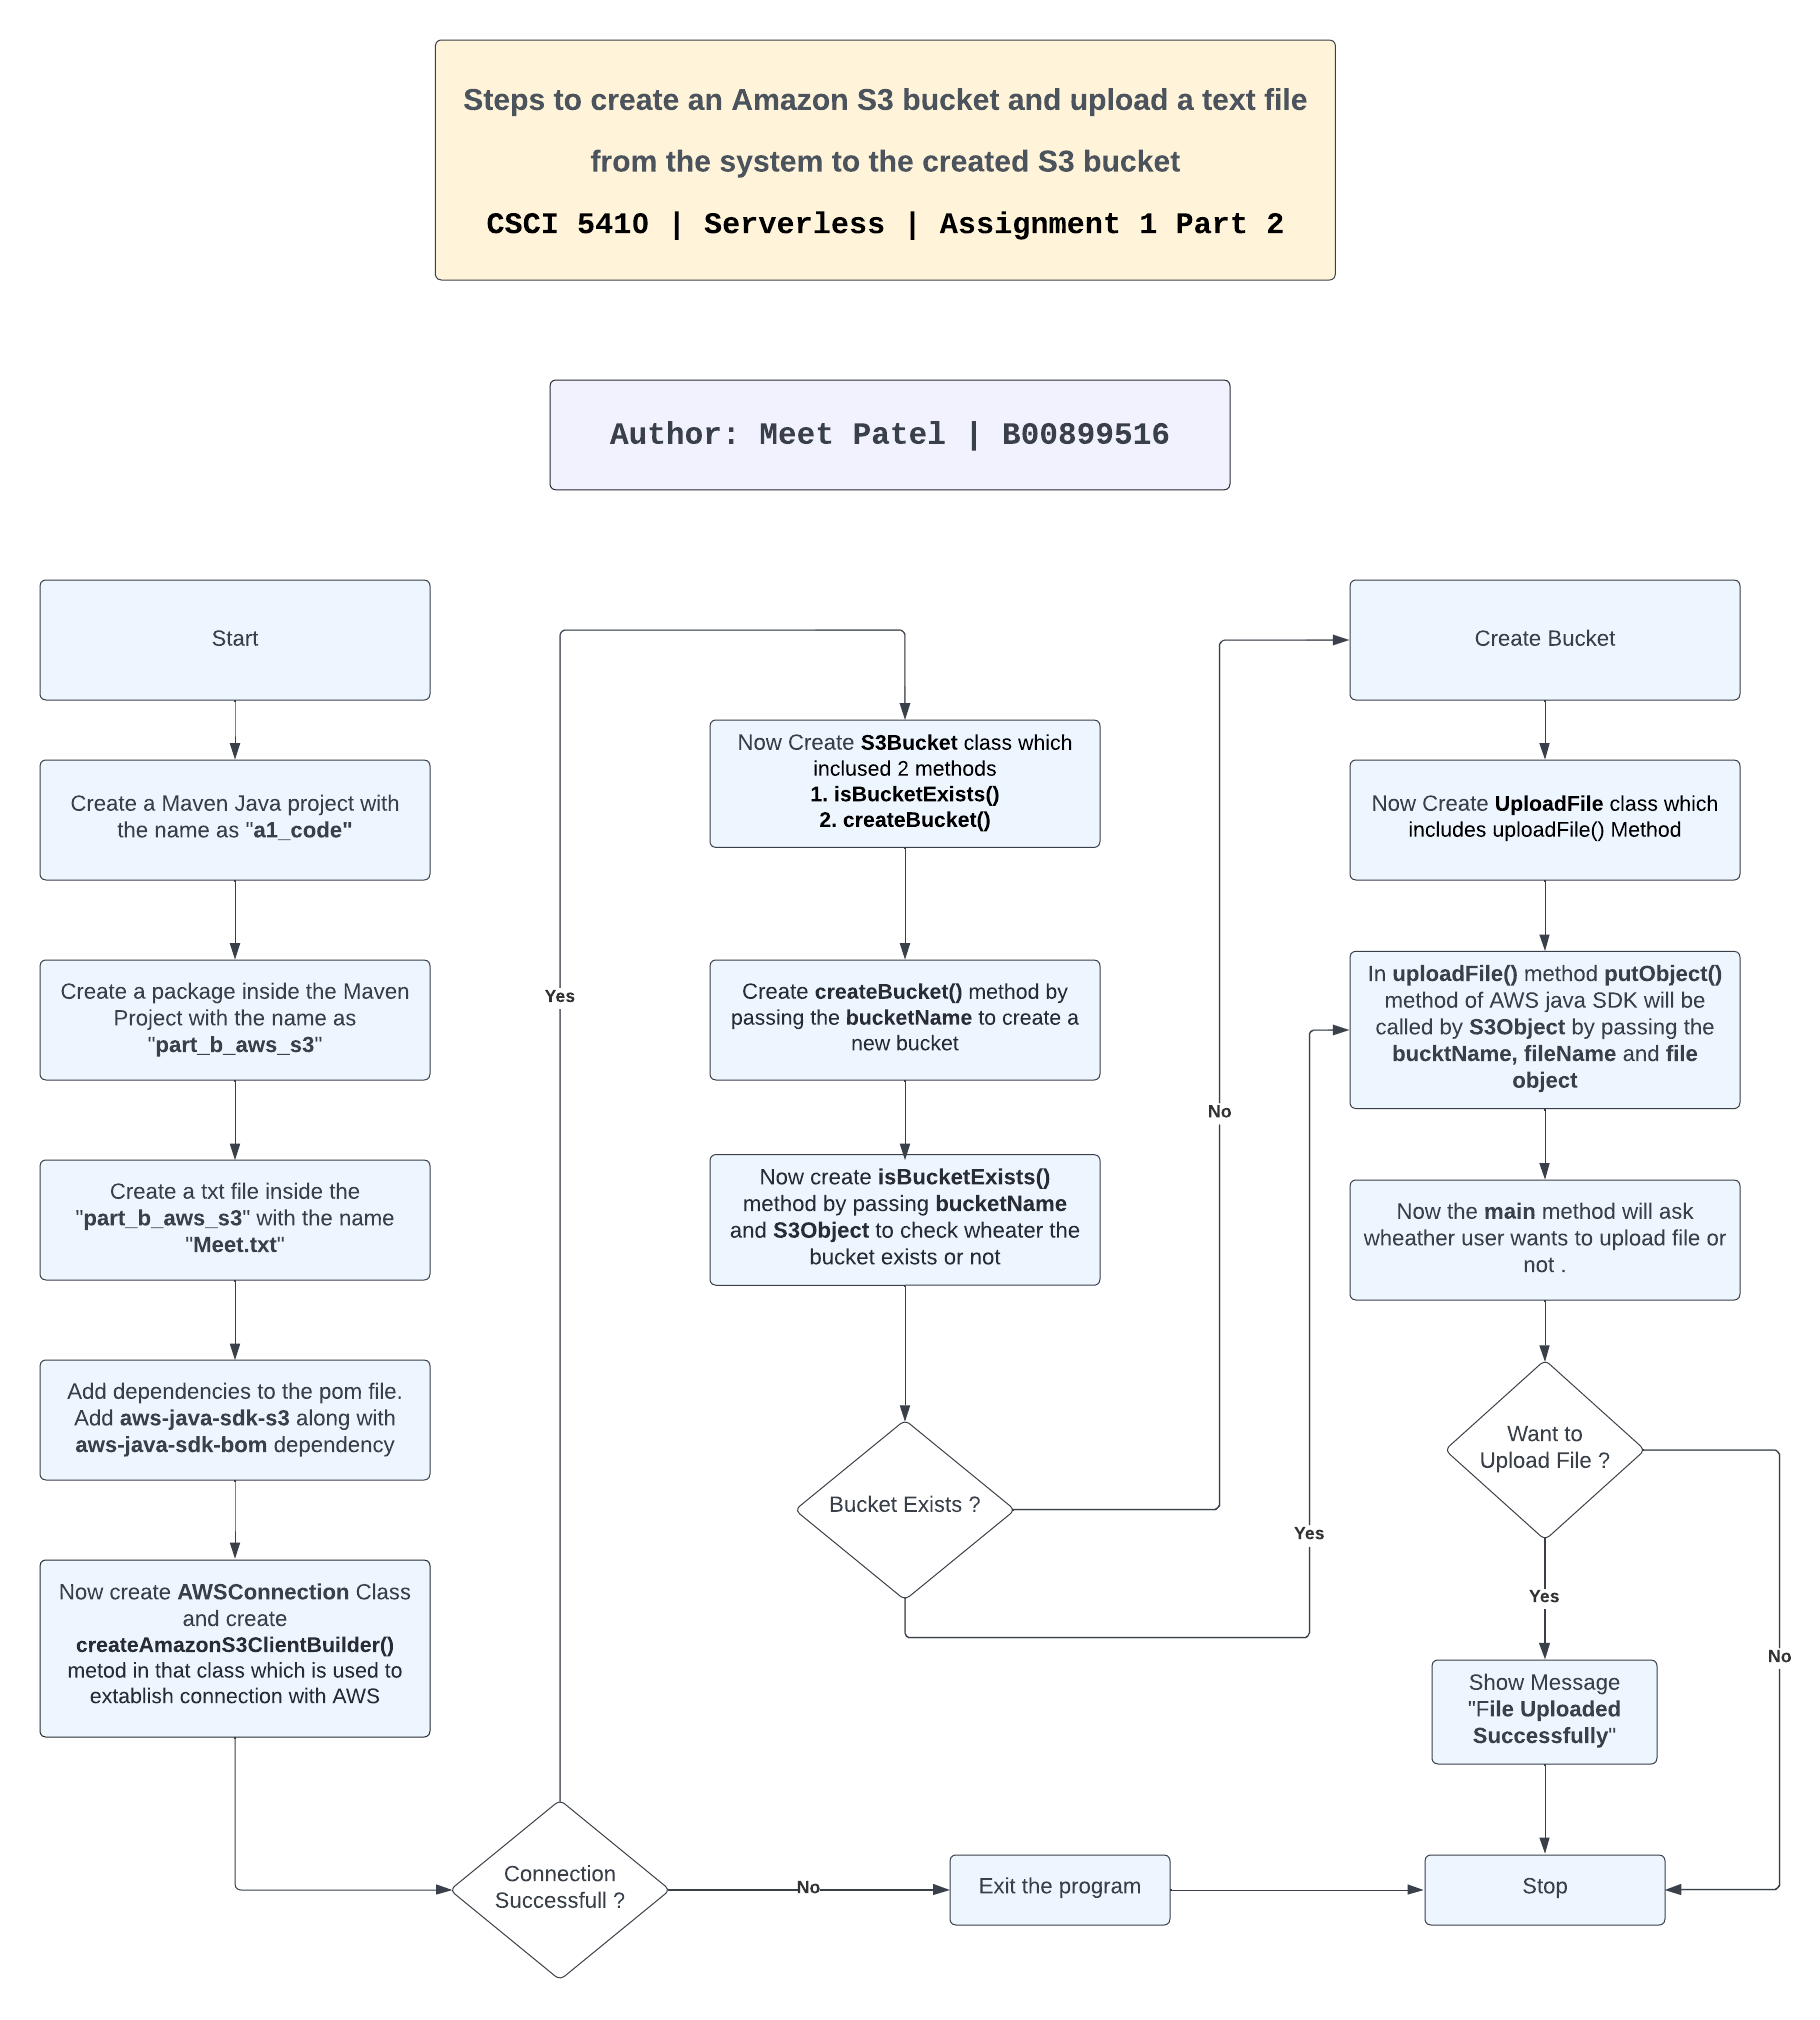 Steps to create an Amazon S3 bucket and upload a text file
from the system to the created S3 bucket
CSCI 5410 | Serverless | Assignment 1 Part 2
Author: Meet Patel | B00899516
Start
Create a Maven Java project with
the name as "a1_code"
Create a package inside the Maven
Project with the name as
"part_b_aws_s3"
Create a txt file inside the
"part_b_aws_s3" with the name
"Meet.txt"
Add dependencies to the pom file.
Add aws-java-sdk-s3 along with
aws-java-sdk-bom dependency
Now create AWSConnection Class
and create
createAmazonS3ClientBuilder()
metod in that class which is used to
extablish connection with AWS
Connection
Successfull ?
Yes
No
Exit the program
Now Create S3Bucket class which
inclused 2 methods
1. isBucketExists()
2. createBucket()
Create createBucket() method by
passing the bucketName to create a
new bucket
Now create isBucketExists()
method by passing bucketName
and S3Object to check wheater the
bucket exists or not
Bucket Exists ?
No
Yes
Create Bucket
Now Create UploadFile class which
includes uploadFile() Method
In uploadFile() method putObject()
method of AWS java SDK will be
called by S3Object by passing the
bucktName, fileName and file
object
Now the main method will ask
wheather user wants to upload file or
not .
Want to
Upload File ?
Yes
No
Show Message
"File Uploaded
Successfully"
Stop